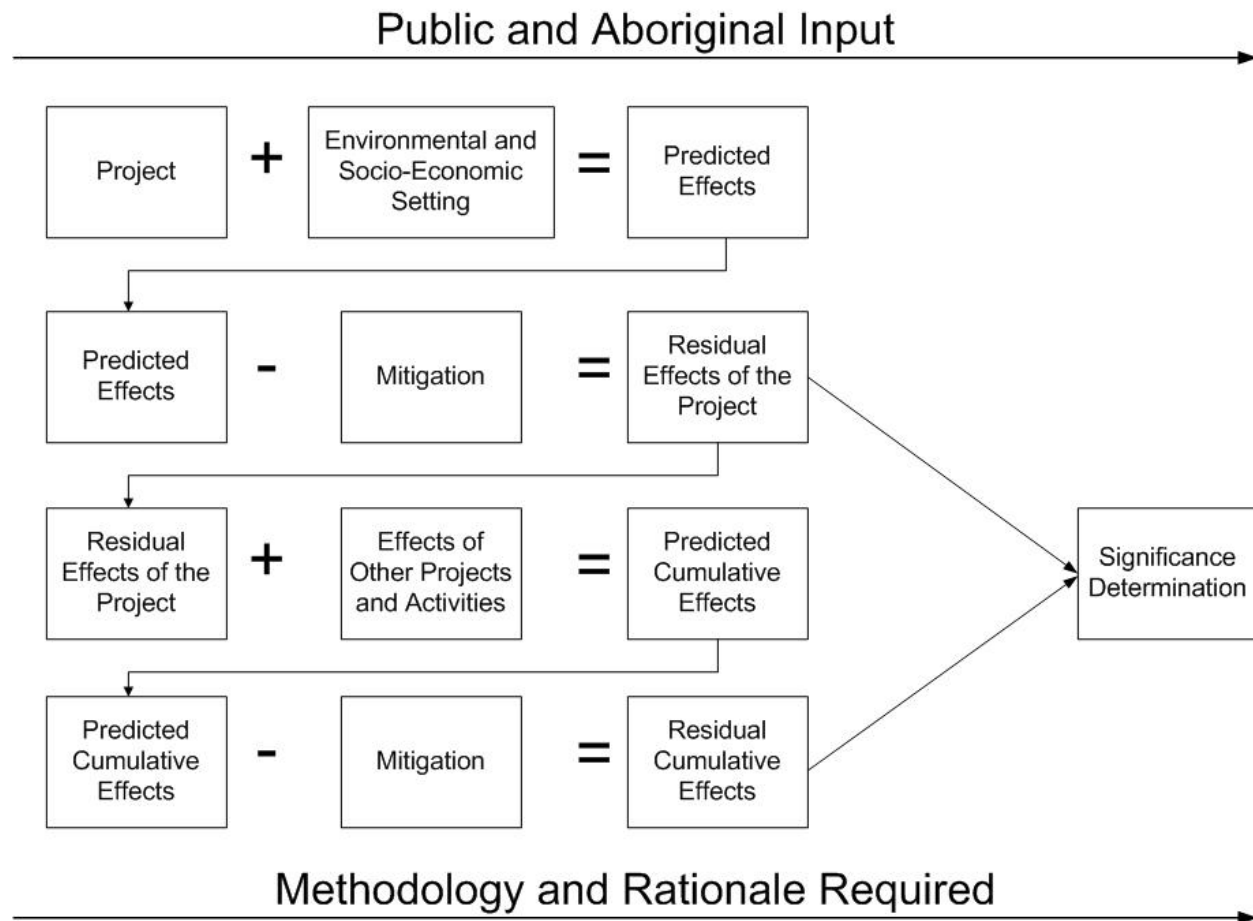 Public and Aboriginal Input
Project
+
Environmental and
Socio-Economic
Setting
=
Predicted
Effects
Predicted
Effects
-
Mitigation
=
Residual
Effects of the
Project
Residual
Effects of the
Project
+
Effects of
Other Projects
and Activities
=
Predicted
Cumulative
Effects
Significance
Determination
Predicted
Cumulative
Effects
-
Mitigation
=
Residual
Cumulative
Effects
Methodology and Rationale Required